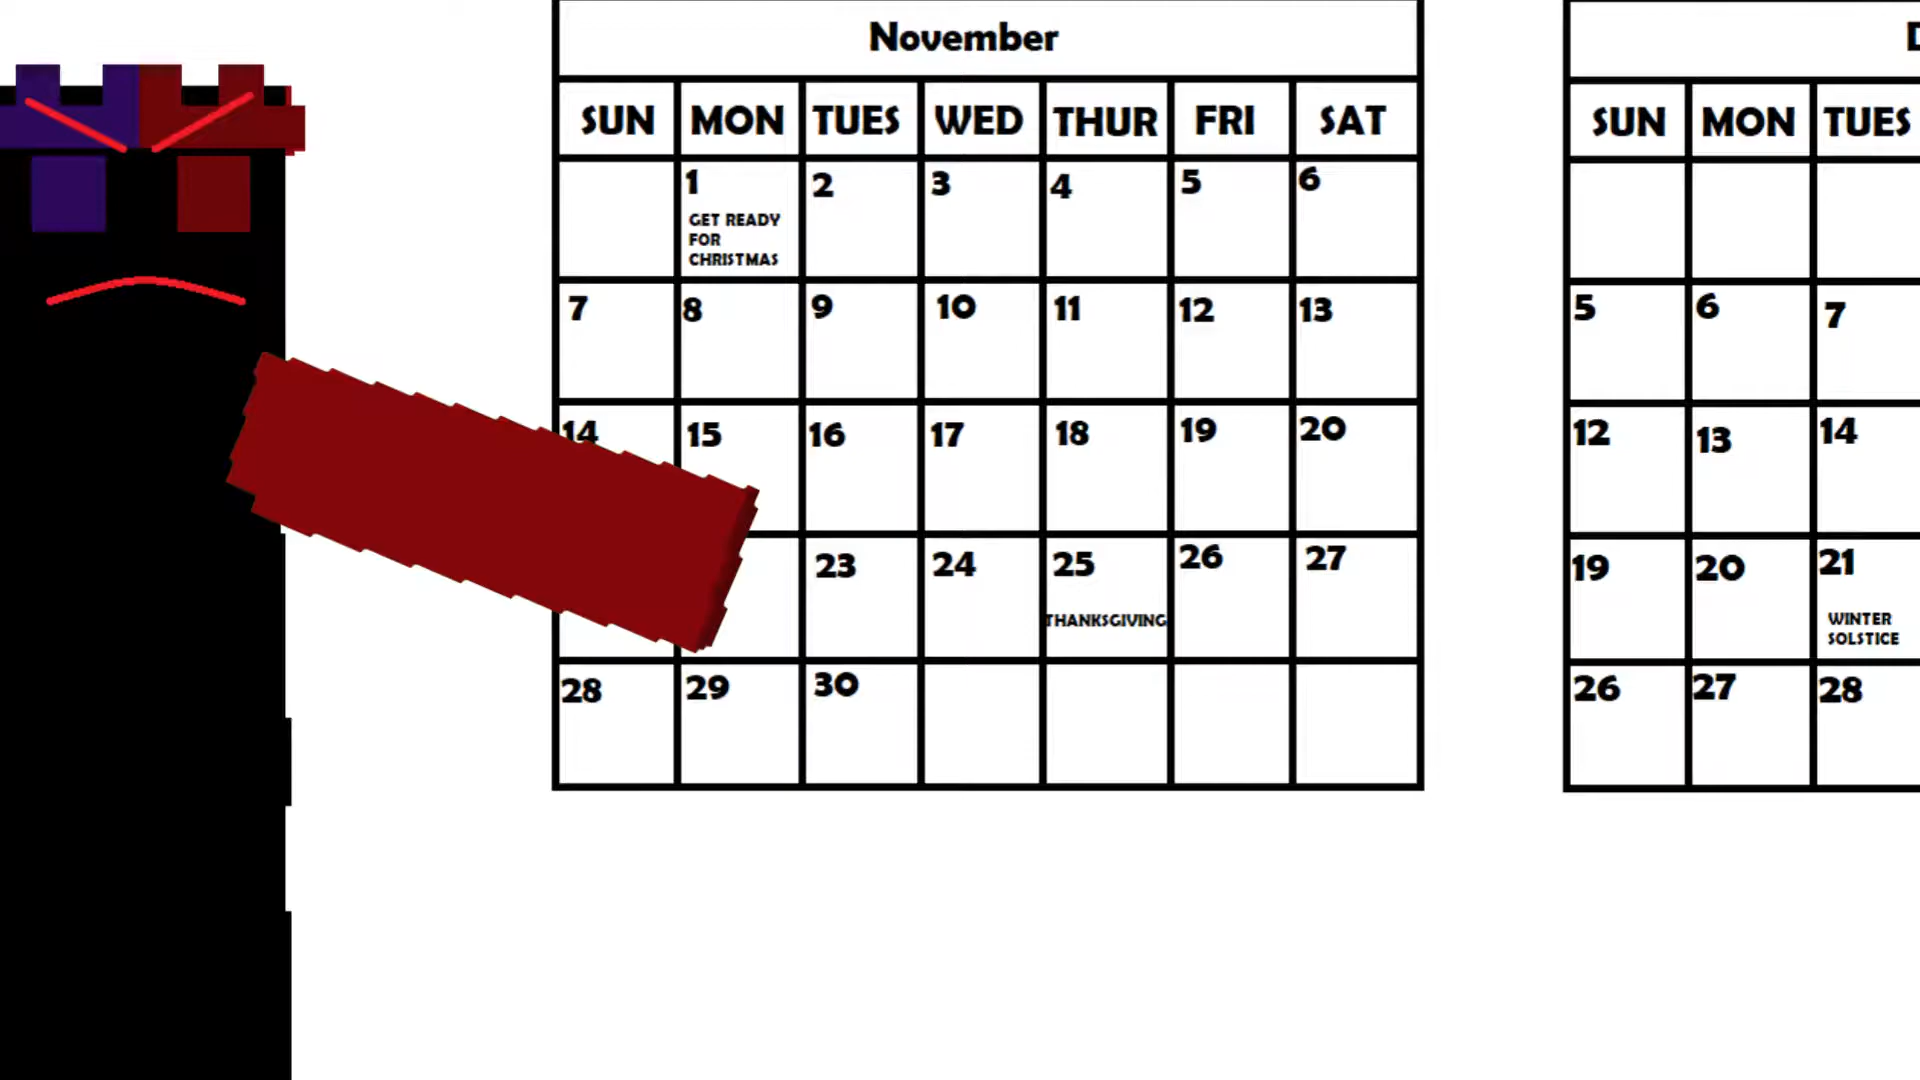 November
SUN MON TUES WED THUR FRI SAT
1 2 3 4 5 6
GET READY
FOR
CHRISTMAS
7 8 9 10 11 12 13
14 15 16 17 18 19 20
23 24 25 26 27
THANKSGIVING
28 29 30
SUN MON TUES
5 6 7
12 13 14
19 20 21
WINTER
SOLSTICE
26 27 28